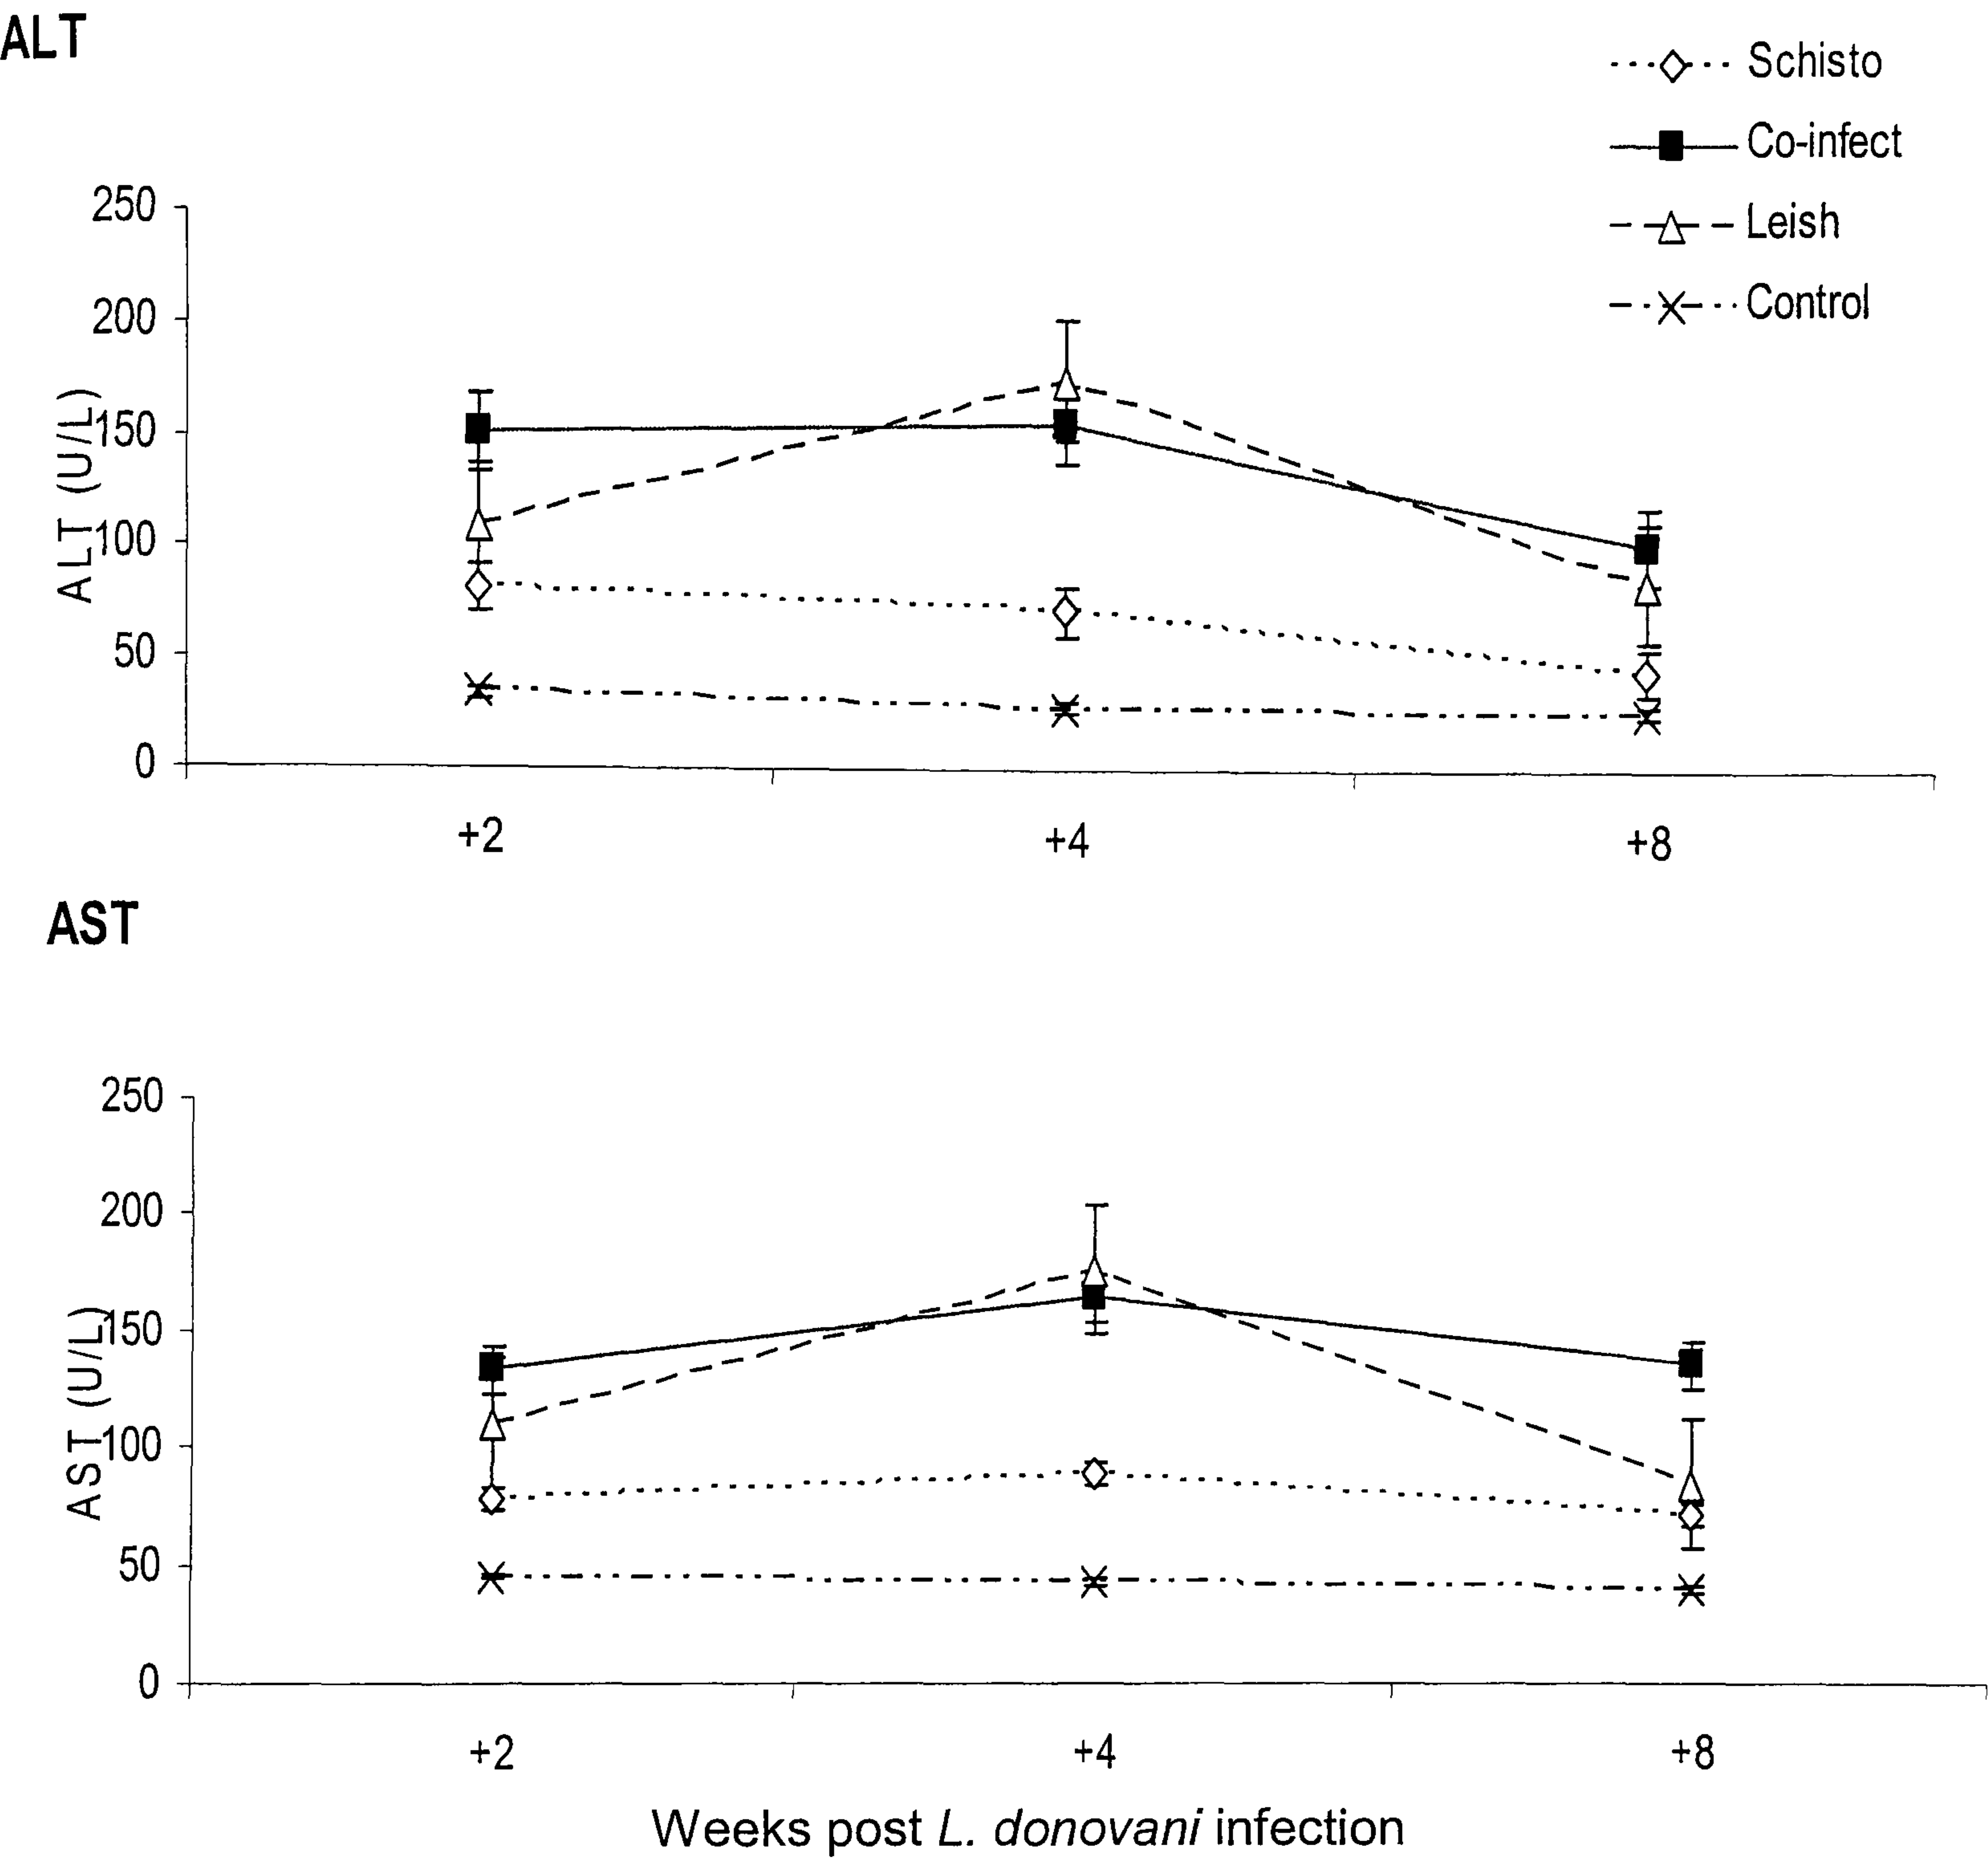 ALT
Schisto
Co-infect
Leish
Control
250
200
150
100
50
0
ALT (U/L)
+2 +4 +8
AST
250
200
150
100
50
0
AST (U/L)
+2 +4 +8
Weeks post L. donovani infection